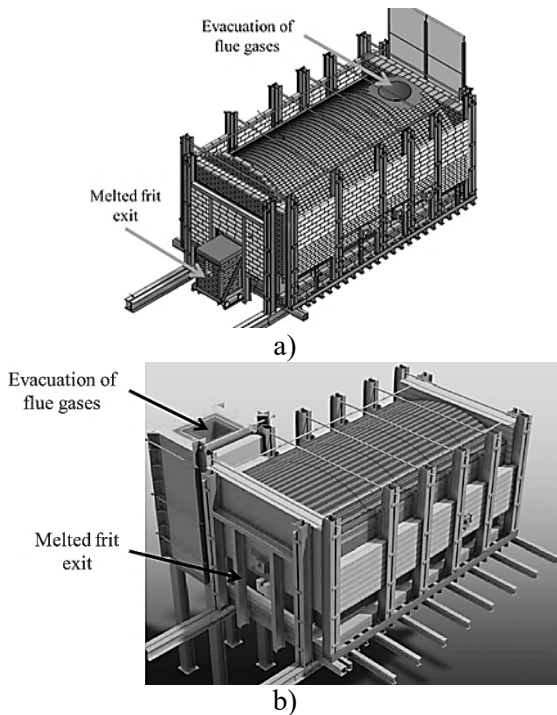 Evacuation of
flue gases
Melted frit
exit
a)
Evacuation of
flue gases
Melted frit
exit
b)